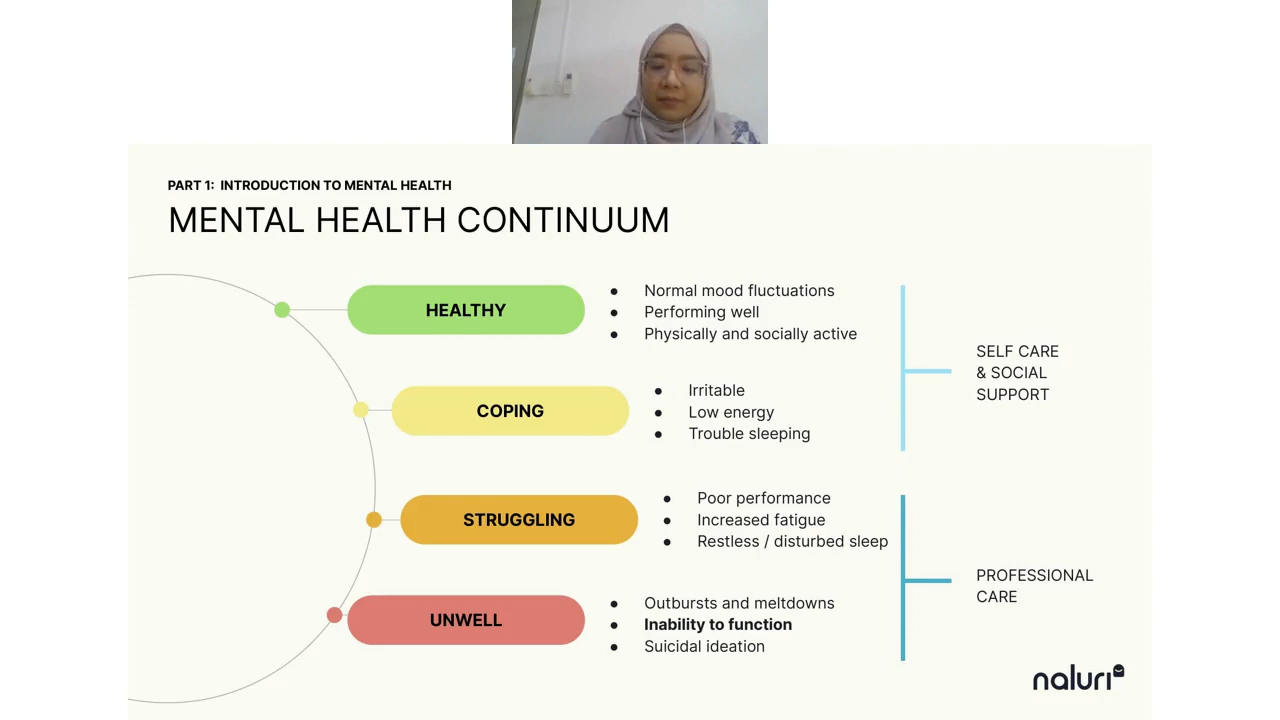 PART 1: INTRODUCTION TO MENTAL HEALTH
MENTAL HEALTH CONTINUUM
HEALTHY
● Normal mood fluctuations
● Performing well
● Physically and socially active
COPING
● Irritable
● Low energy
● Trouble sleeping
SELF CARE
& SOCIAL
SUPPORT
STRUGGLING
● Poor performance
● Increased fatigue
● Restless / disturbed sleep
UNWELL
● Outbursts and meltdowns
● Inability to function
● Suicidal ideation
PROFESSIONAL
CARE
naluri